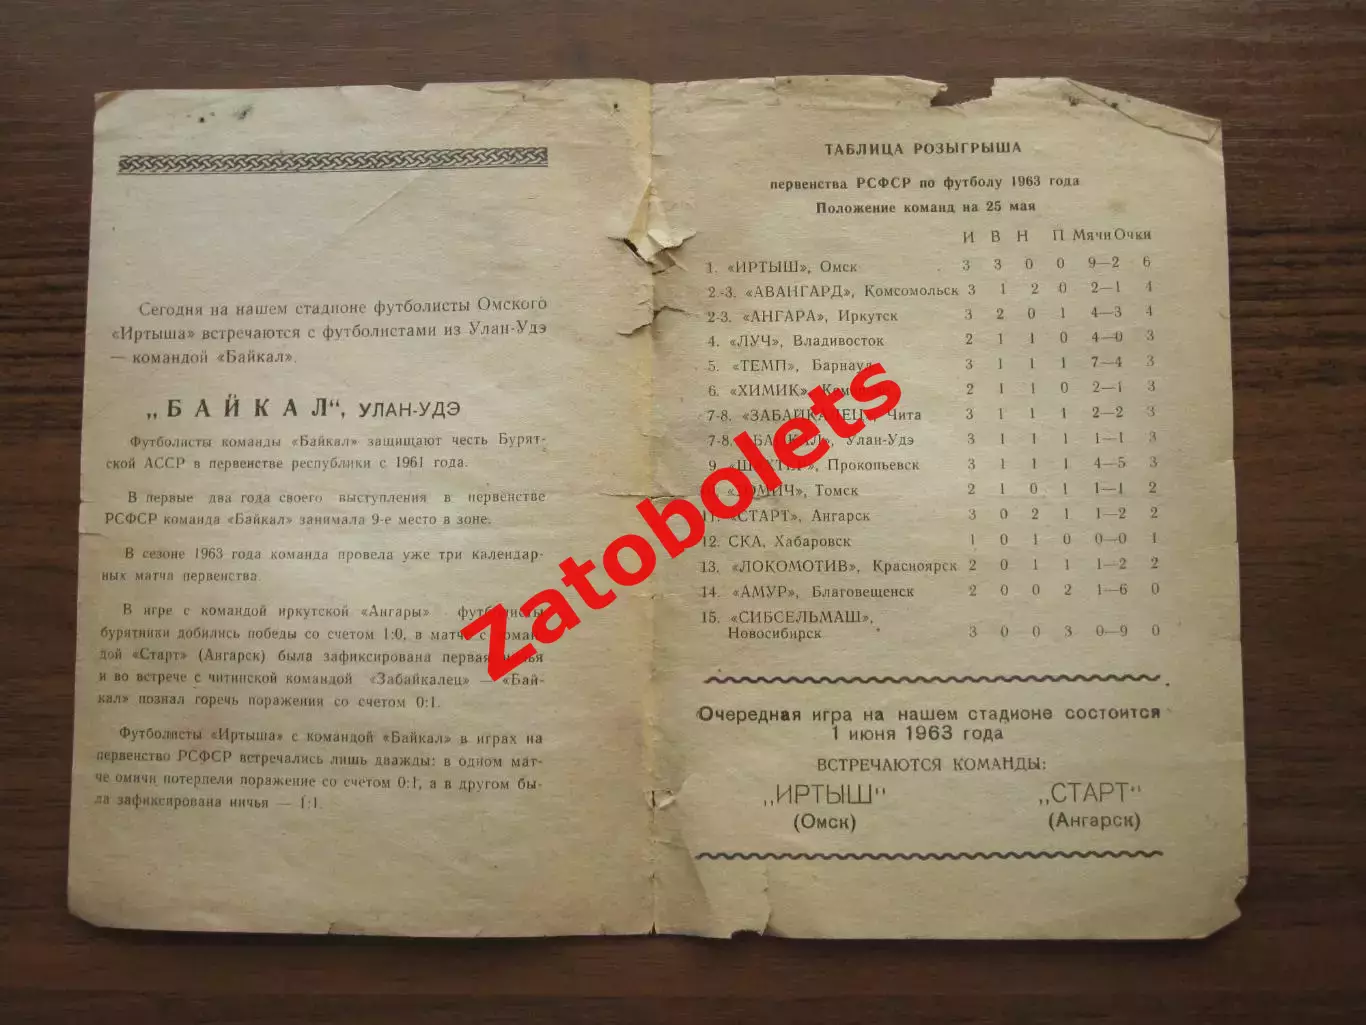 Сегодня на нашем стадионе футболисты Омского
«Иртыша» встречаются с футболистами из Улан-Удэ
— командой «Байкал».
„БАЙКАЛ“, УЛАН-УДЭ
Футболисты команды «Байкал» защищают честь Бурят-
ской АССР в первенстве республики с 1961 года.
В первые два года своего выступления в первенстве
РСФСР команда «Байкал» занимала 9-е место в зоне.
В сезоне 1963 года команда провела уже три календар-
ных матча первенства.
В игре с командой иркутской «Ангары» футболисты
бурятники добились победы со счетом 1:0, в матче с коман-
дой «Старт» (Ангарск) была зафиксирована первая ничья
и во встрече с читинской командой «Забайкалец» — «Бай-
кал» познал горечь поражения со счетом 0:1.
Футболисты «Иртыша» с командой «Байкал» в играх на
первенство РСФСР встречались лишь дважды: в одном мат-
че омичи потерпели поражение со счетом 0:1, а в другом бы-
ла зафиксирована ничья — 1:1.
ТАБЛИЦА РОЗЫГРЫША
первенства РСФСР по футболу 1963 года
Положение команд на 25 мая
И В Н П Мячи Очки
1. «ИРТЫШ», Омск 3 3 0 0 9—2 6
2.-3. «АВАНГАРД», Комсомольск 3 1 2 0 2—1 4
2-3. «АНГАРА», Иркутск 3 2 0 1 4—3 4
4. «ЛУЧ», Владивосток 2 1 1 0 4—0 3
5. «ТЕМП», Барнаул 3 1 1 1 7—4 3
6. «ХИМИК», 2 1 1 0 2—1 3
7-8. «ЗАБАЙКАЛЕЦ», Чита 3 1 1 1 2—2 3
7-8. «БАЙКАЛ», Улан-Удэ 3 1 1 1 1—1 3
9. «ШАХТЕР», Прокопьевск 3 1 1 1 4—5 3
10. «ТОМИЧ», Томск 2 1 0 1 1—1 2
11. «СТАРТ», Ангарск 3 0 2 1 1—2 2
12. СКА, Хабаровск 1 0 1 0 0—0 1
13. «ЛОКОМОТИВ», Красноярск 2 0 1 1 1—2 2
14. «АМУР», Благовещенск 2 0 0 2 1—6 0
15. «СИБСЕЛЬМАШ»,
Новосибирск 3 0 0 3 0—9 0
Очередная игра на нашем стадионе состоится
1 июня 1963 года
ВСТРЕЧАЮТСЯ КОМАНДЫ:
„ИРТЫШ“ „СТАРТ“
(Омск) (Ангарск)
Zatobolets